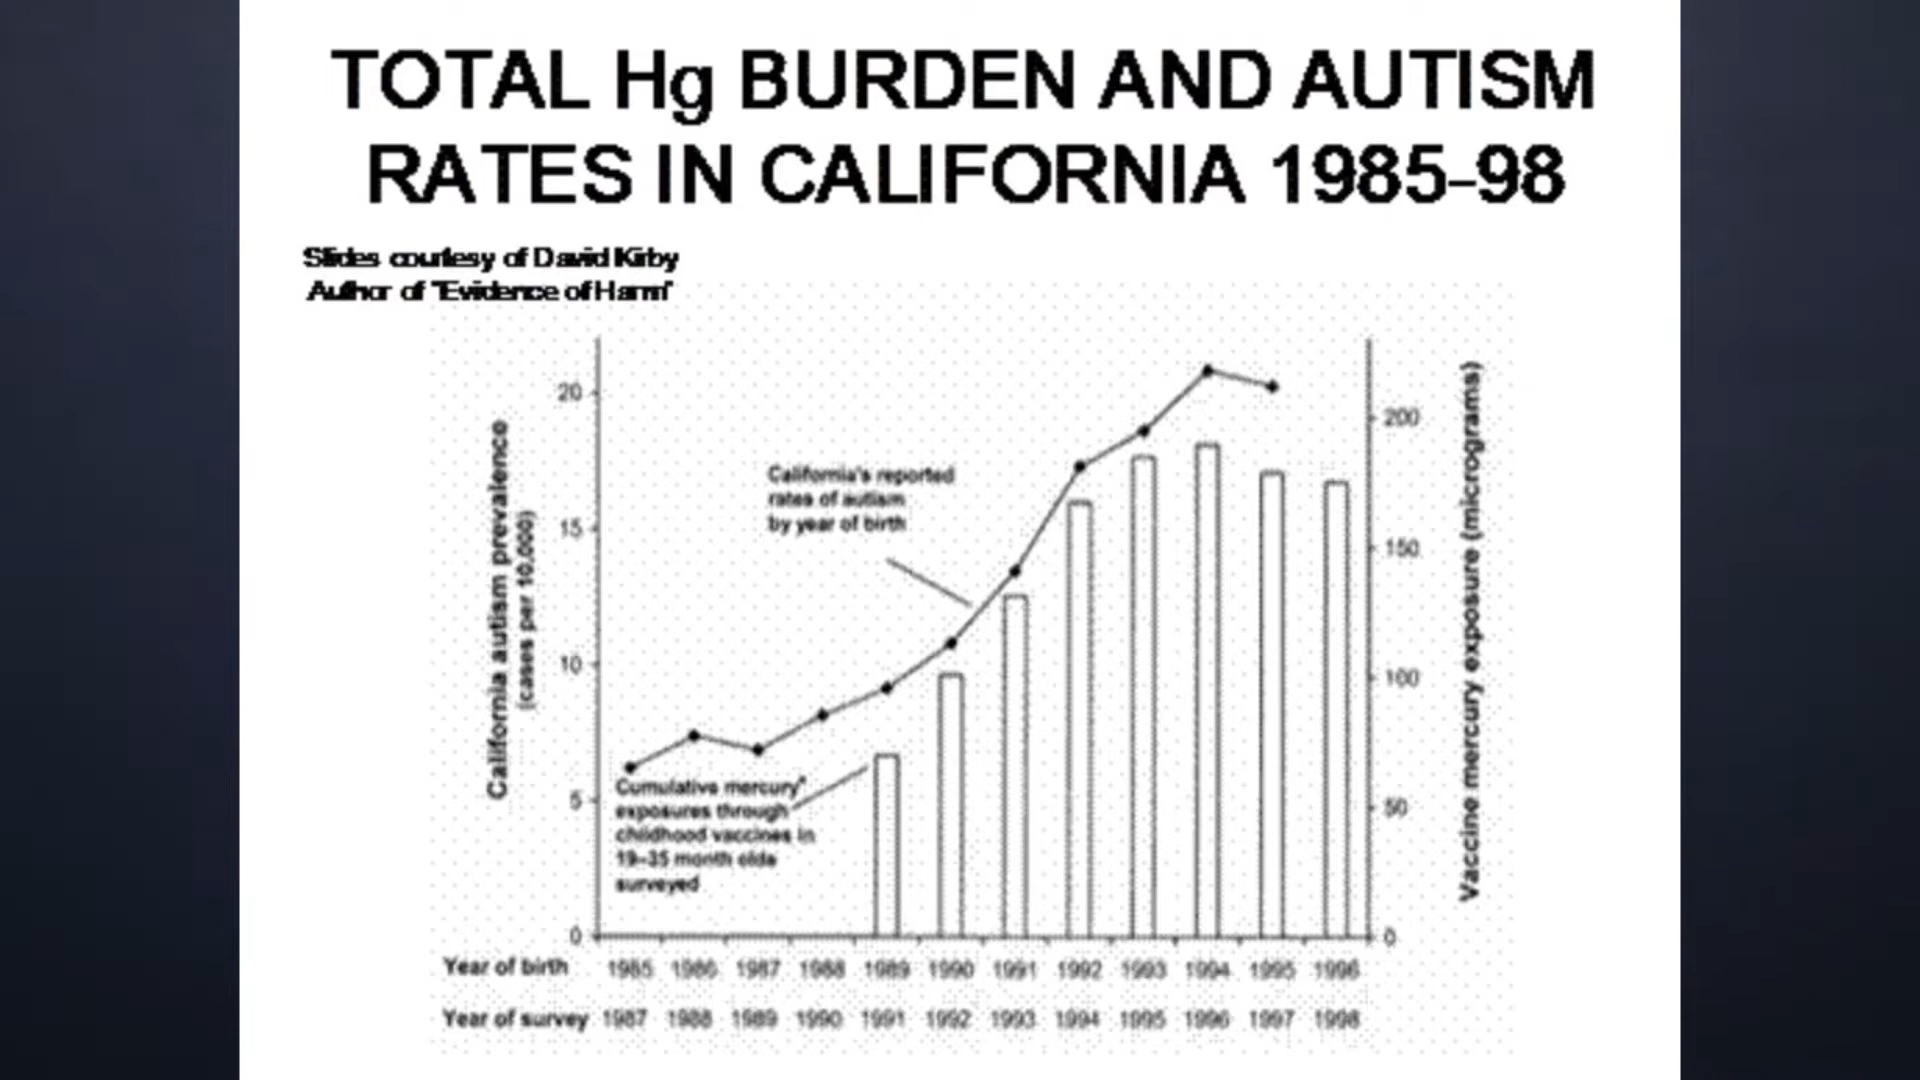 TOTAL Hg BURDEN AND AUTISM
RATES IN CALIFORNIA 1985-98
Slides courtesy of David Kirby
Author of "Evidence of Harm"
California autism prevalence
(cases per 10,000)
20
15
10
5
0
California's reported
rates of autism
by year of birth
Cumulative mercury*
exposures through
childhood vaccines in
19-35 month olds
surveyed
200
150
100
50
0
Vaccine mercury exposure (micrograms)
Year of birth 1985 1986 1987 1988 1989 1990 1991 1992 1993 1994 1995 1996
Year of survey 1987 1988 1989 1990 1991 1992 1993 1994 1995 1996 1997 1998